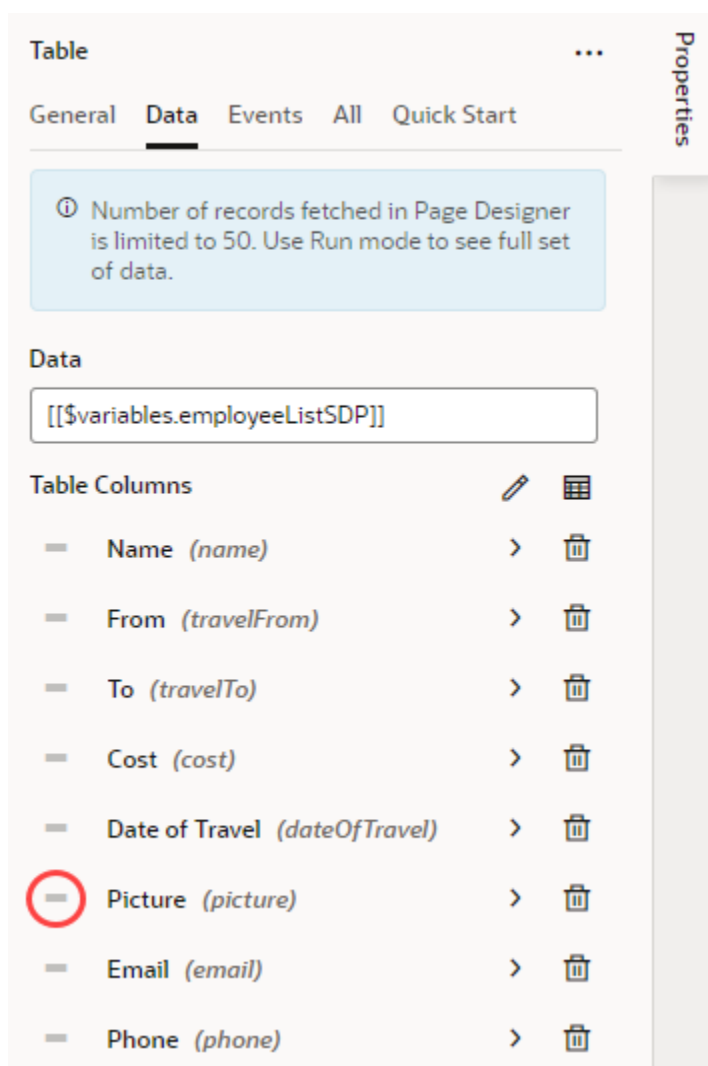 Table
Properties
General Data Events All Quick Start
Number of records fetched in Page Designer
is limited to 50. Use Run mode to see full set
of data.
Data
[[$variables.employeeListSDP]]
Table Columns
Name (name)
From (travelFrom)
To (travelTo)
Cost (cost)
Date of Travel (dateOfTravel)
Picture (picture)
Email (email)
Phone (phone)